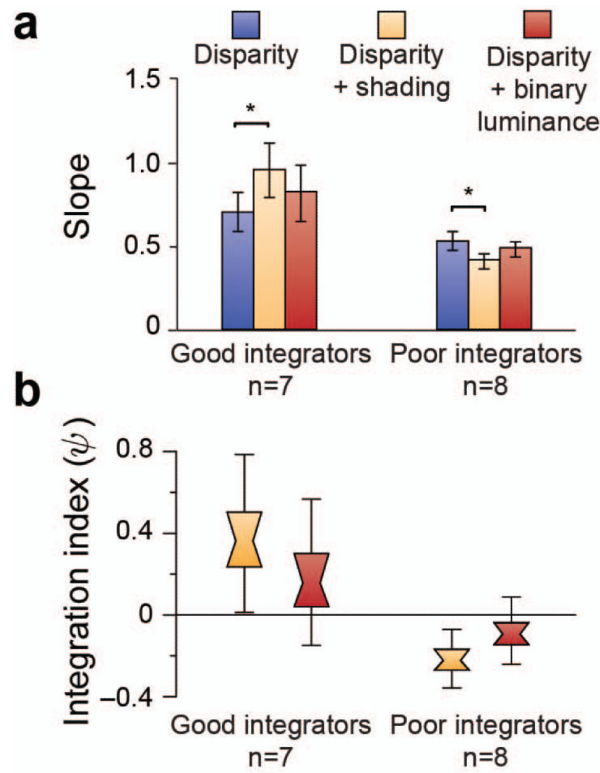 a
Disparity
Disparity
+ shading
Disparity
+ binary
luminance
Slope
1.5
1.0
0.5
0
*
*
Good integrators
n=7
Poor integrators
n=8
b
Integration index (ψ)
0.8
0.4
0
–0.4
Good integrators
n=7
Poor integrators
n=8